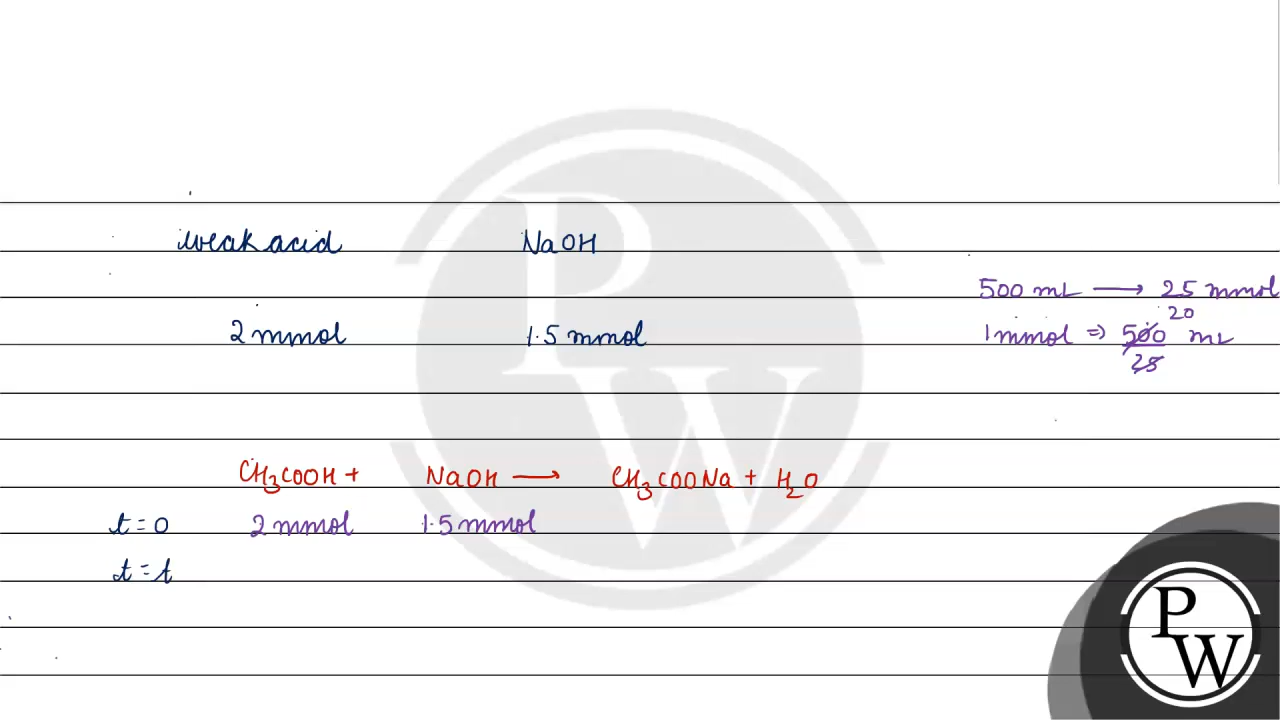 weak acid NaOH
500 mL ⟶ 25 mmol
20
2 mmol 1.5 mmol 1 mmol ⇒ 500/25 mL
CH₃COOH + NaOH ⟶ CH₃COONa + H₂O
t = 0 2 mmol 1.5 mmol
t = t
P
W
P
W